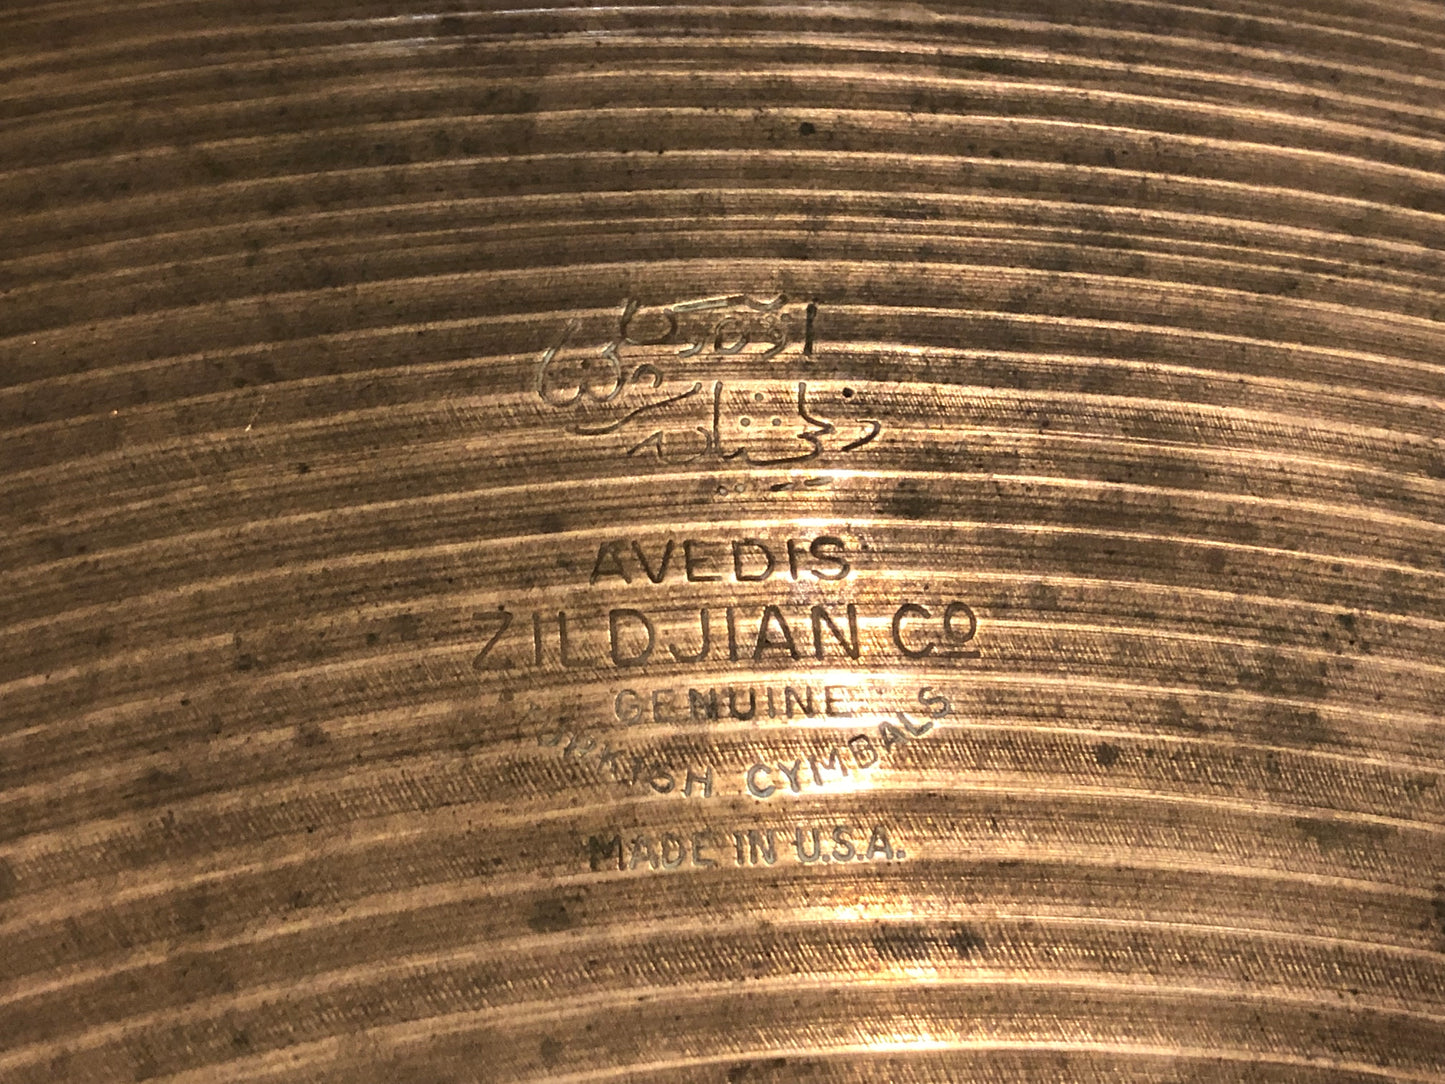 AVEDIS
ZILDJIAN Co
GENUINE
TURKISH CYMBALS
MADE IN U.S.A.